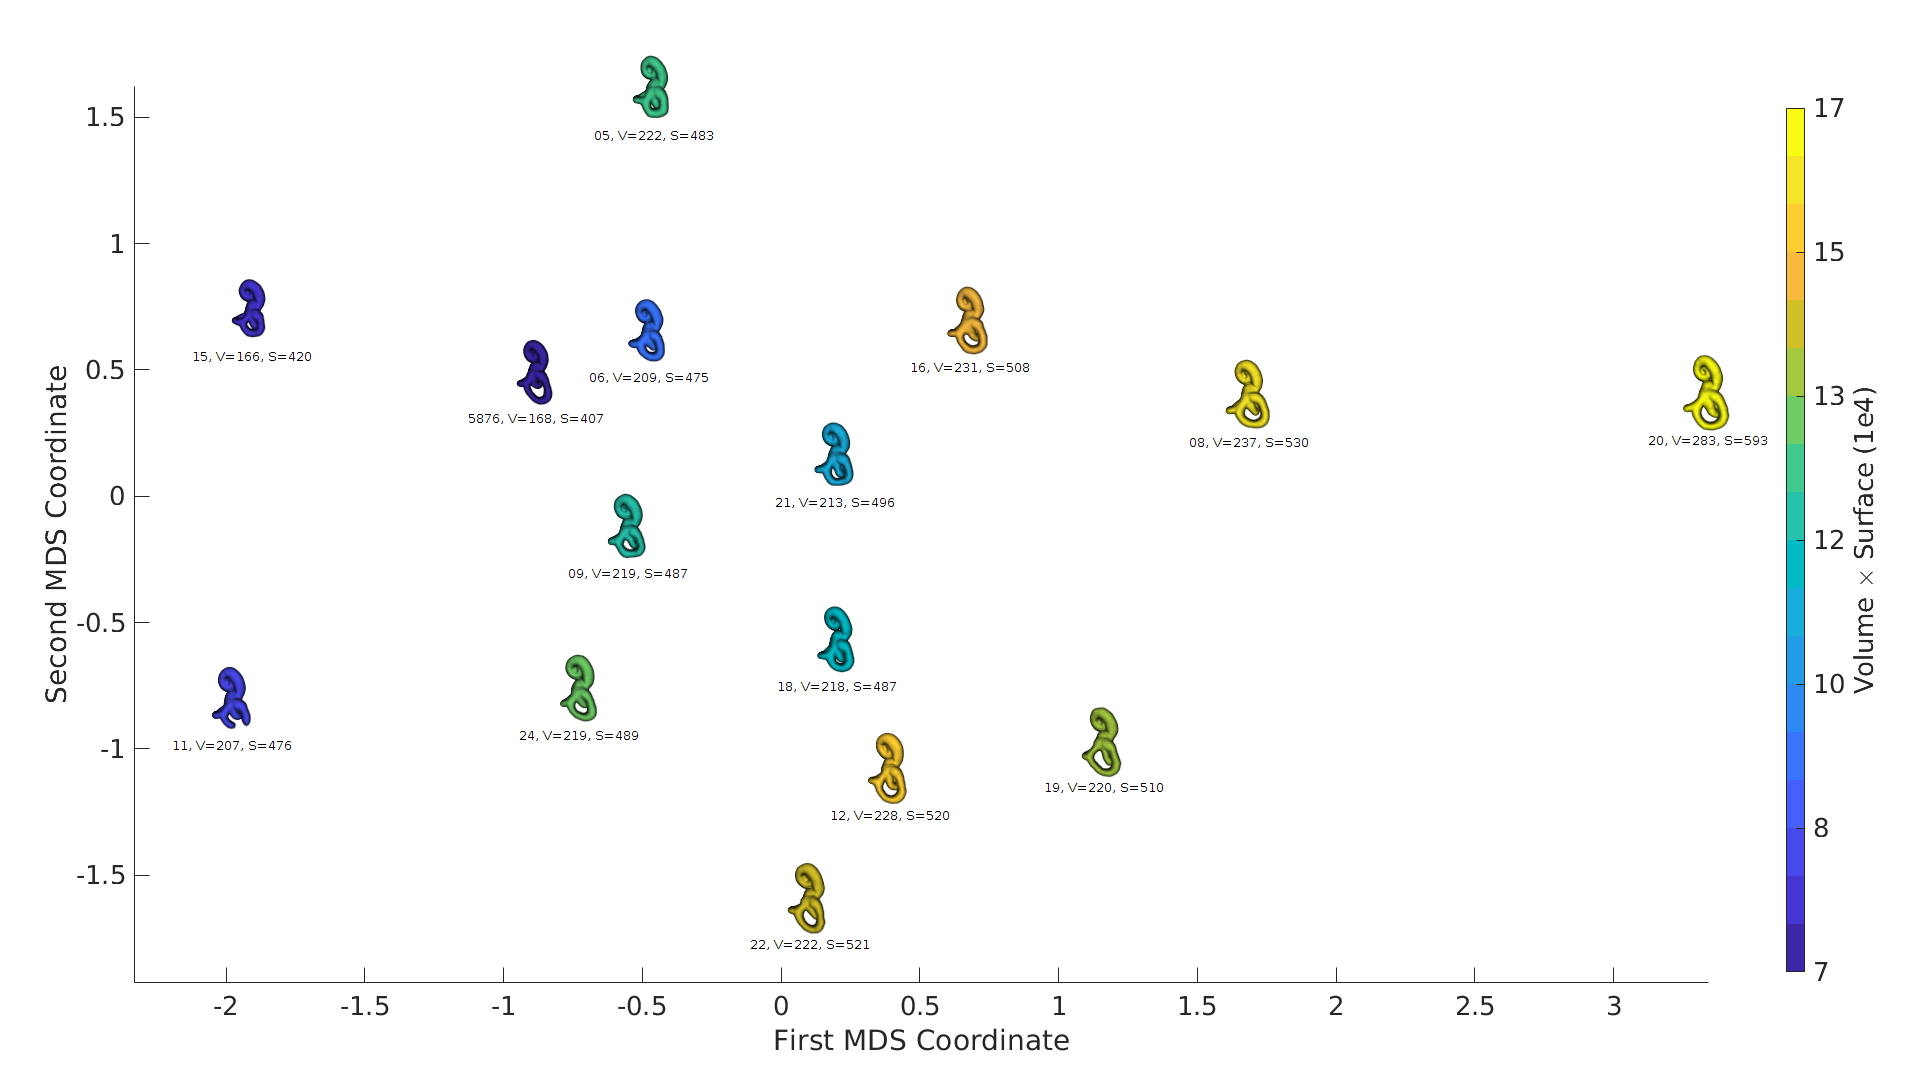 05, V=222, S=483
15, V=166, S=420
06, V=209, S=475
16, V=231, S=508
5876, V=168, S=407
08, V=237, S=530
20, V=283, S=593
21, V=213, S=496
09, V=219, S=487
18, V=218, S=487
24, V=219, S=489
11, V=207, S=476
19, V=220, S=510
12, V=228, S=520
22, V=222, S=521
1.5
1
0.5
0
-0.5
-1
-1.5
Second MDS Coordinate
-2
-1.5
-1
-0.5
0
0.5
1
1.5
2
2.5
3
First MDS Coordinate
17
15
13
12
10
8
7
Volume × Surface (1e4)